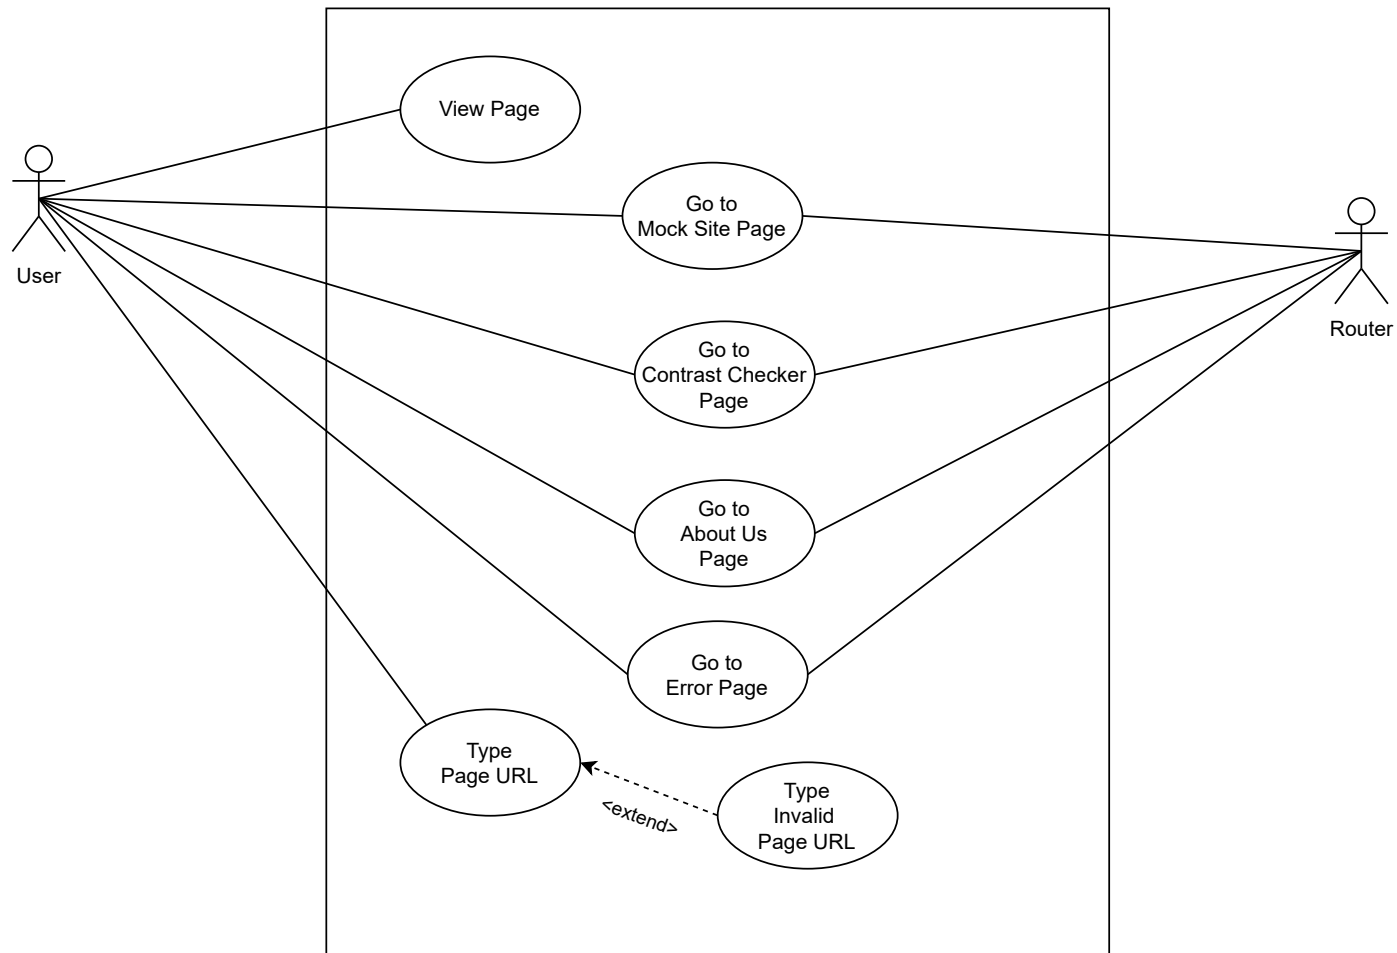 View Page
Go to
Mock Site Page
User
Router
Go to
Contrast Checker
Page
Go to
About Us
Page
Go to
Error Page
Type
Page URL
<extend>
Type
Invalid
Page URL